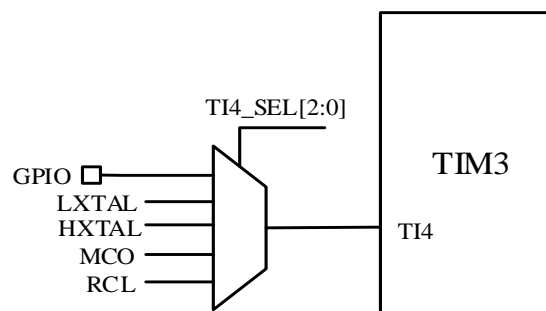 TI4_SEL[2:0]
TIM3
GPIO
LXTAL
HXTAL
TI4
MCO
RCL